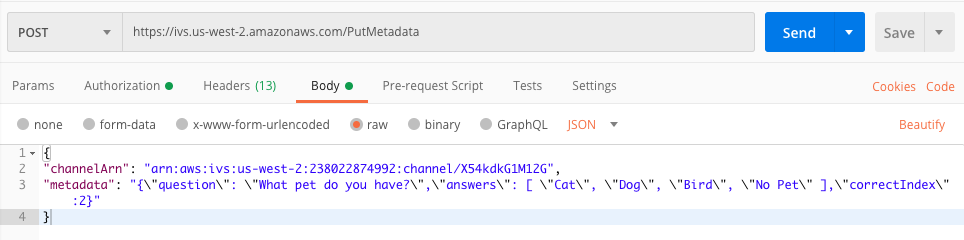 POST https://ivs.us-west-2.amazonaws.com/PutMetadata Send Save
Params Authorization Headers (13) Body Pre-request Script Tests Settings Cookies Code
none form-data x-www-form-urlencoded raw binary GraphQL JSON Beautify
1 {
2 "channelArn": "arn:aws:ivs:us-west-2:238022874992:channel/X54kdkG1M1ZG",
3 "metadata": "{\"question\": \"What pet do you have?\",\"answers\": [ \"Cat\", \"Dog\", \"Bird\", \"No Pet\" ],\"correctIndex\"
:2}"
4 }